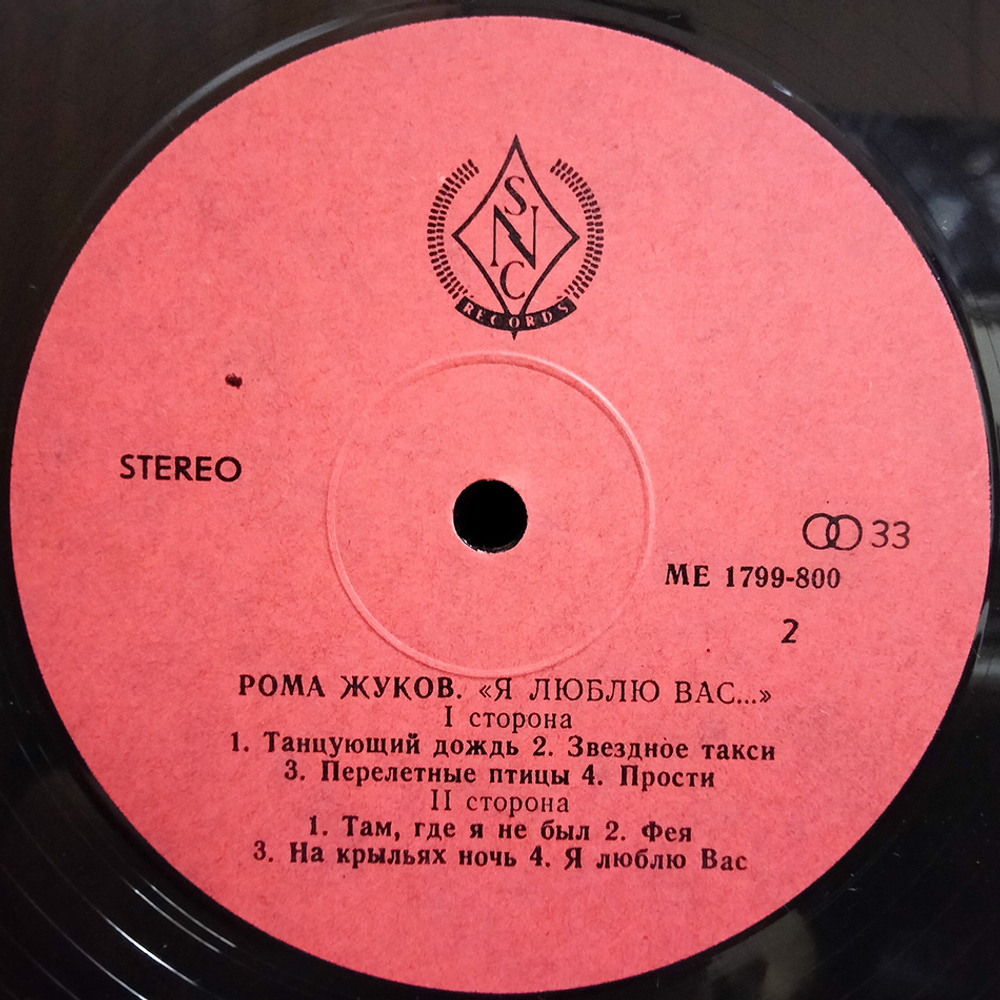 SNC
RECORDS
STEREO
33
МЕ 1799-800
2
РОМА ЖУКОВ. «Я ЛЮБЛЮ ВАС...»
I сторона
1. Танцующий дождь 2. Звездное такси
3. Перелетные птицы 4. Прости
II сторона
1. Там, где я не был 2. Фея
3. На крыльях ночь 4. Я люблю Вас